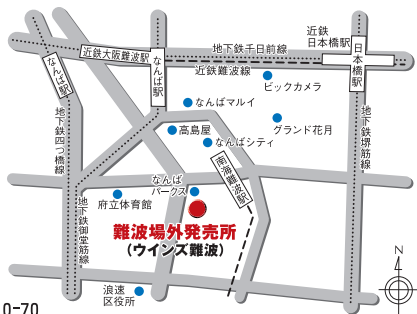 近鉄
日本橋駅
地下鉄千日前線
近鉄大阪難波駅
なんば駅
なんば駅
日本橋駅
近鉄難波線
ビックカメラ
なんばマルイ
グランド花月
高島屋
なんばシティ
地下鉄四つ橋線
地下鉄堺筋線
南海難波駅
なんば
パークス
府立体育館
地下鉄御堂筋線
難波場外発売所
(ウインズ難波)
浪速
区役所
N
0-70